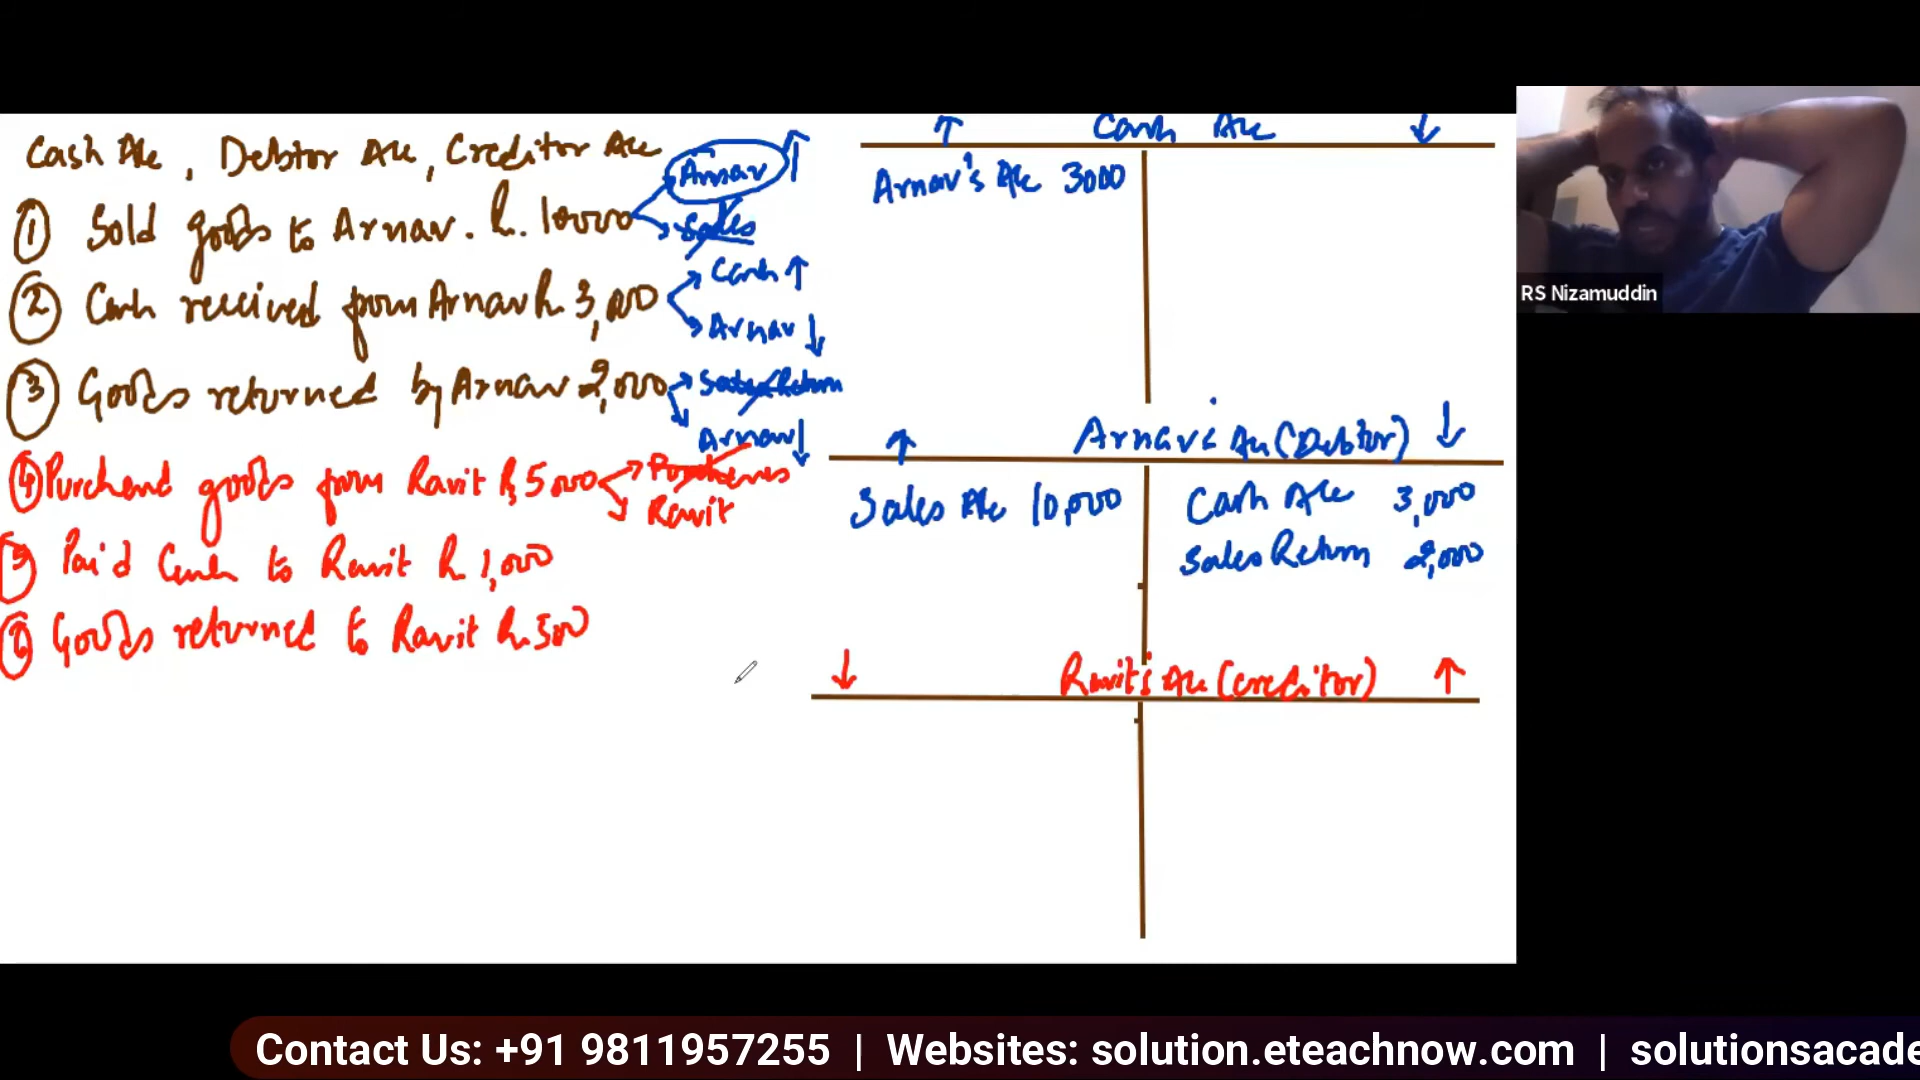 Cash A/c, Debtor A/c, Creditor A/c
① Sold goods to Arnav. Rs. 10000
Arnav ↑
Sales
② Cash received from Arnav Rs 3,000
Cash ↑
Arnav ↓
③ Goods returned by Arnav 2,000
Sales Return
Arnav ↓
④ Purchased goods from Ravit Rs 5000
Purchases
Ravit
⑤ Paid Cash to Ravit Rs 1,000
⑥ Goods returned to Ravit Rs. 500
↑ Cash A/c ↓
Arnav's A/c 3000
↑ Arnav's A/c (Debtor) ↓
Sales A/c 10,000
Cash A/c 3,000
Sales Return 2,000
↓ Ravit's A/c (Creditor) ↑
RS Nizamuddin
Contact Us: +91 9811957255 | Websites: solution.eteachnow.com | solutionsacade